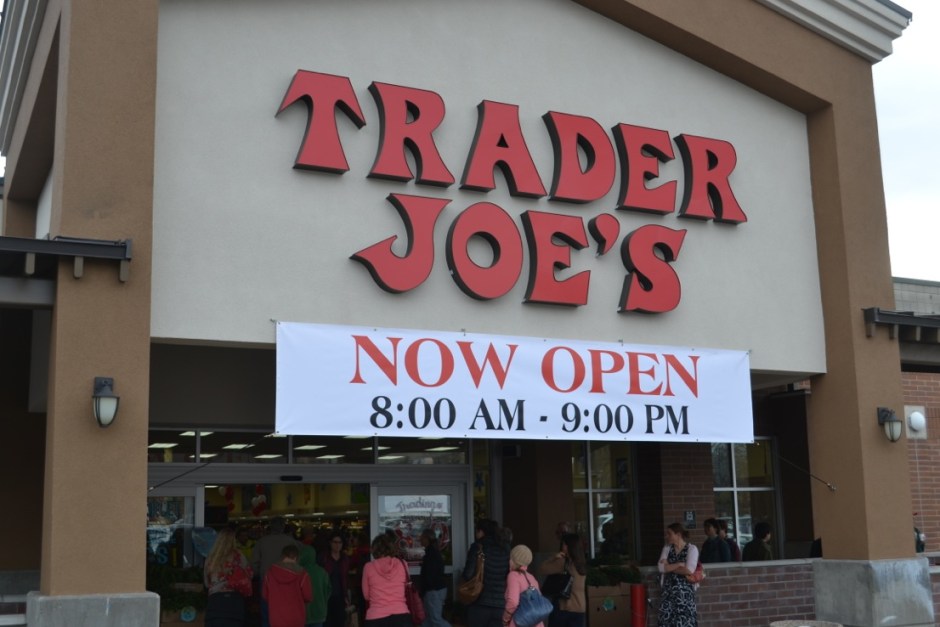 TRADER
JOE'S
NOW OPEN
8:00 AM - 9:00 PM